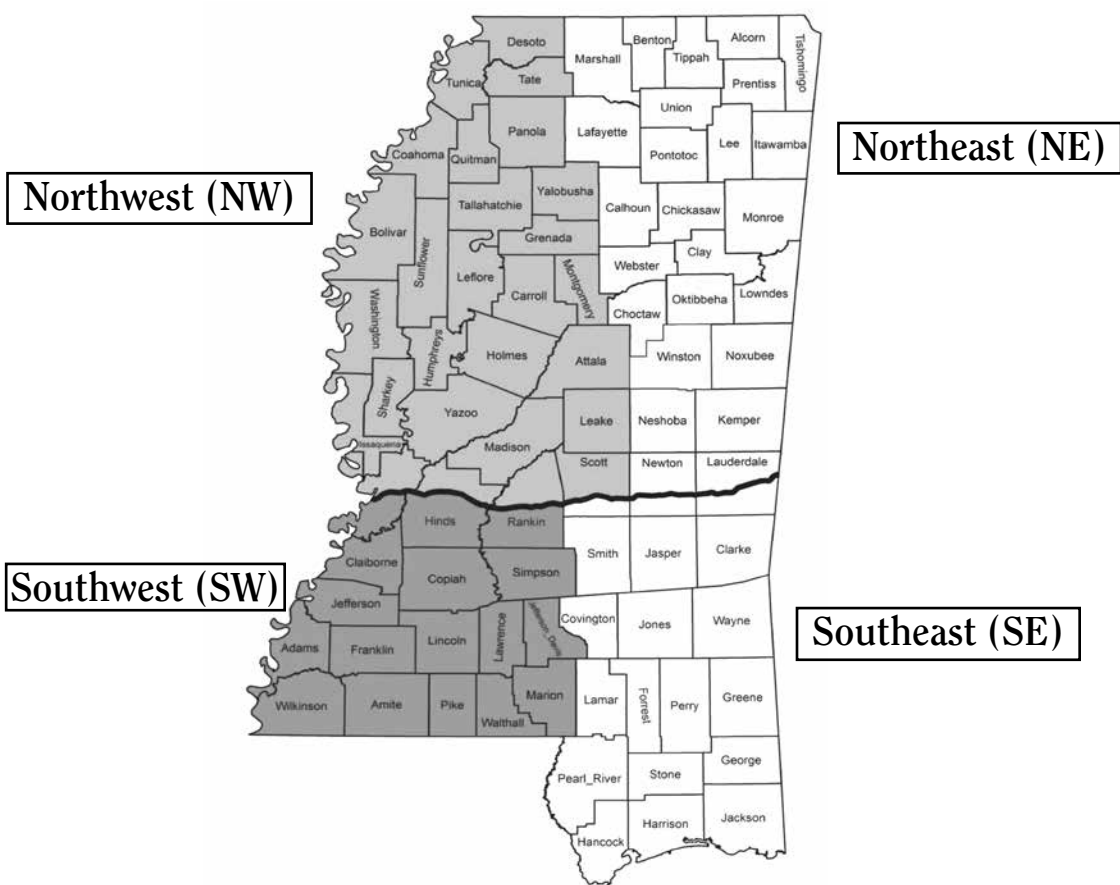 Desoto
Benton
Alcorn
Tishomingo
Marshall
Tippah
Tunica
Tate
Prentiss
Union
Panola
Lafayette
Lee
Itawamba
Northeast (NE)
Coahoma
Quitman
Pontotoc
Northwest (NW)
Yalobusha
Tallahatchie
Calhoun
Chickasaw
Monroe
Bolivar
Grenada
Sunflower
Clay
Leflore
Webster
Montgomery
Carroll
Oktibbeha
Lowndes
Washington
Choctaw
Humphreys
Holmes
Attala
Winston
Noxubee
Sharkey
Yazoo
Leake
Neshoba
Kemper
Issaquena
Madison
Scott
Newton
Lauderdale
Hinds
Rankin
Smith
Jasper
Clarke
Claiborne
Southwest (SW)
Copiah
Simpson
Jefferson
Lawrence
Jefferson_Davis
Covington
Jones
Wayne
Southeast (SE)
Adams
Franklin
Lincoln
Marion
Lamar
Forrest
Perry
Greene
Wilkinson
Amite
Pike
Walthall
George
Pearl_River
Stone
Hancock
Harrison
Jackson